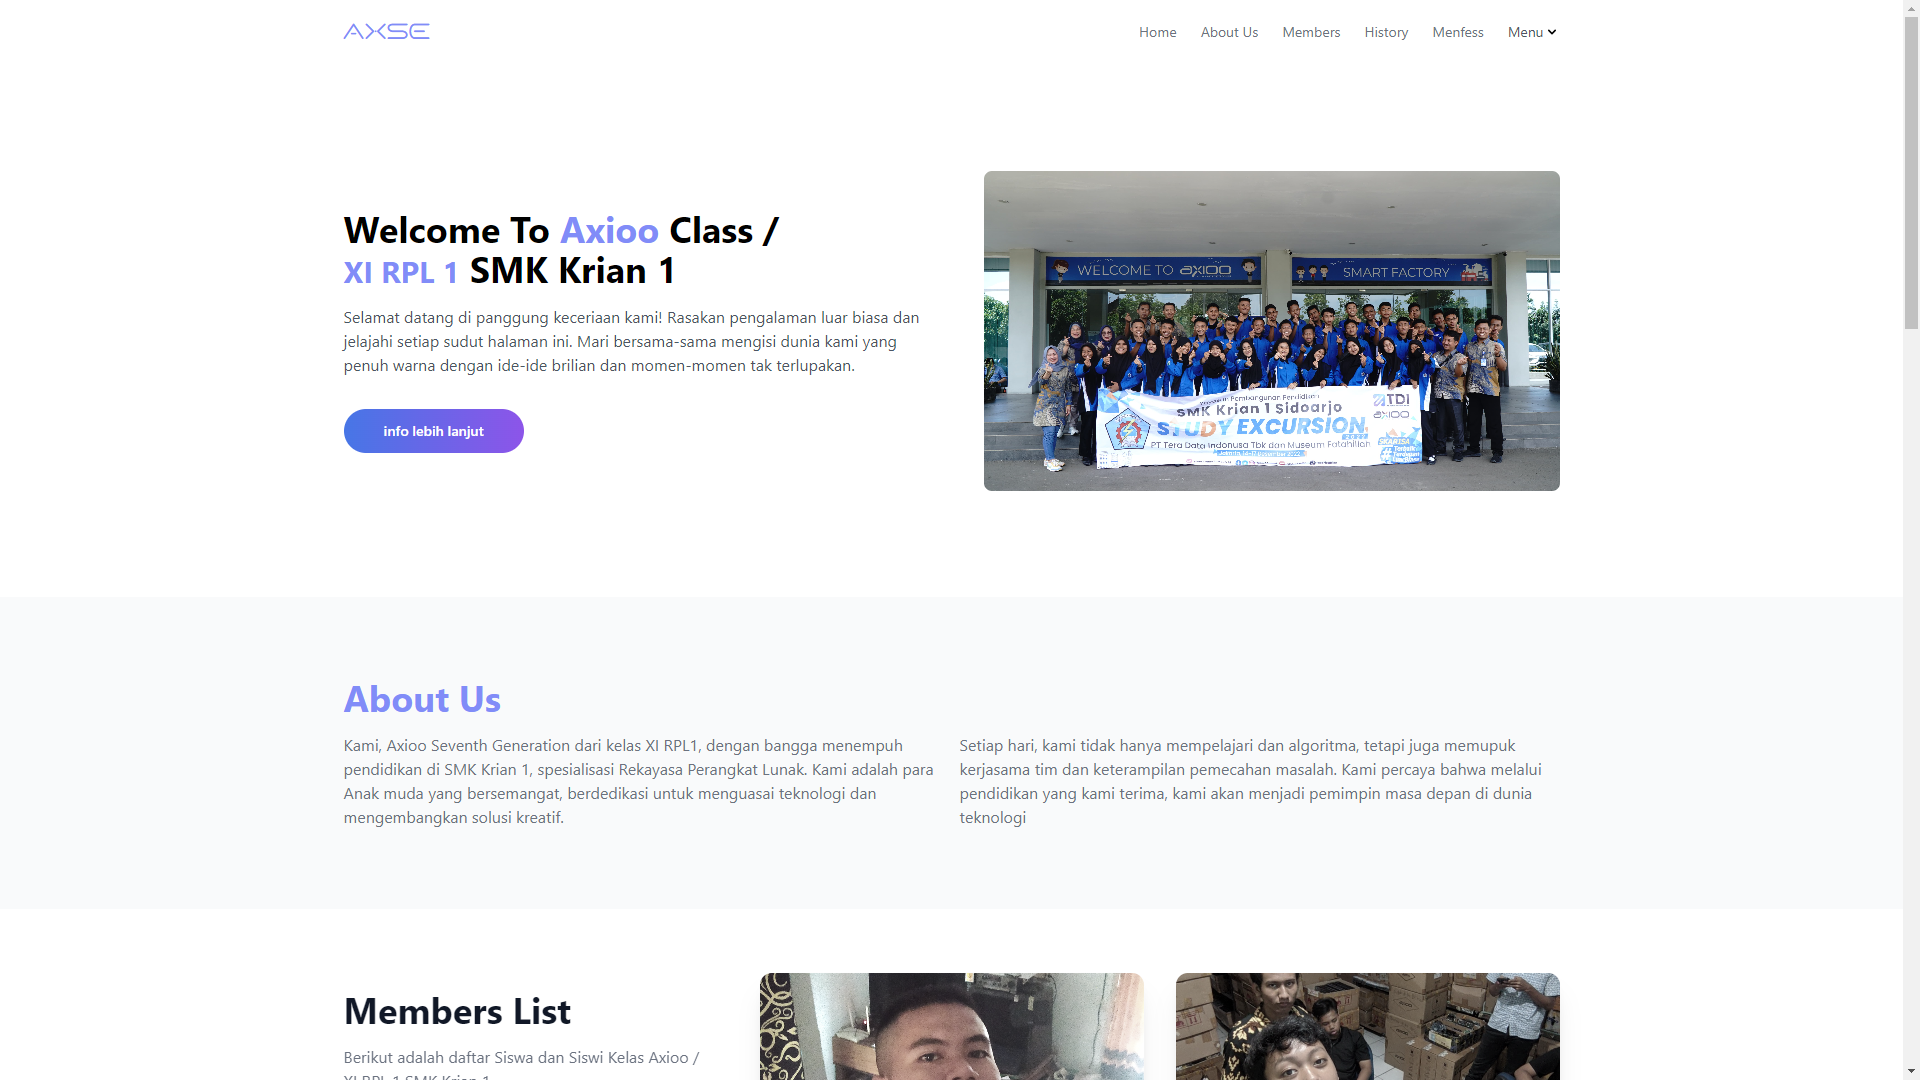 AXSE
Home
About Us
Members
History
Menfess
Menu
Welcome To Axioo Class /
XI RPL 1 SMK Krian 1
Selamat datang di panggung keceriaan kami! Rasakan pengalaman luar biasa dan
jelajahi setiap sudut halaman ini. Mari bersama-sama mengisi dunia kami yang
penuh warna dengan ide-ide brilian dan momen-momen tak terlupakan.
info lebih lanjut
WELCOME TO AXIOO
SMART FACTORY
TDI
AXIOO
SMK Krian 1 Sidoarjo
STUDY EXCURSION
2022
PT Tera Data Indonusa Tbk dan Museum Fatahillah
About Us
Kami, Axioo Seventh Generation dari kelas XI RPL1, dengan bangga menempuh
pendidikan di SMK Krian 1, spesialisasi Rekayasa Perangkat Lunak. Kami adalah para
Anak muda yang bersemangat, berdedikasi untuk menguasai teknologi dan
mengembangkan solusi kreatif.
Setiap hari, kami tidak hanya mempelajari dan algoritma, tetapi juga memupuk
kerjasama tim dan keterampilan pemecahan masalah. Kami percaya bahwa melalui
pendidikan yang kami terima, kami akan menjadi pemimpin masa depan di dunia
teknologi
Members List
Berikut adalah daftar Siswa dan Siswi Kelas Axioo /
XI RPL 1 SMK Krian 1